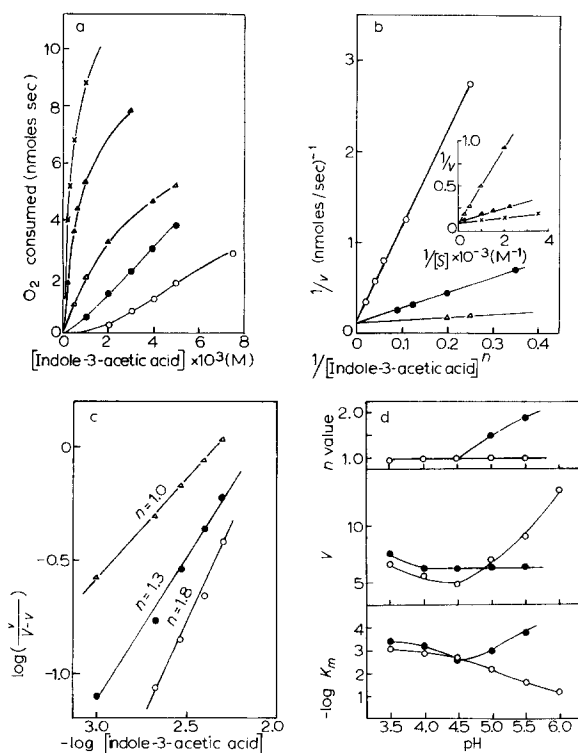 a
10
8
6
4
2
0
O₂ consumed (nmoles sec)
0 2 4 6 8
[Indole-3-acetic acid] ×10³(M)
b
3
2
1
0
1/v (nmoles/sec)⁻¹
0 0.1 0.2 0.3 0.4
1/[Indole-3-acetic acid]ⁿ
1.0
1/v
0.5
0
0 2 4
1/[S] ×10⁻³(M⁻¹)
c
0
-0.5
-1.0
log(v/V-v)
n=1.0
n=1.3
n=1.8
3.0 2.5 2.0
-log [indole-3-acetic acid]
d
2.0
1.0
n value
10
5
V
4
3
2
1
-log Km
3.5 4.0 4.5 5.0 5.5 6.0
pH